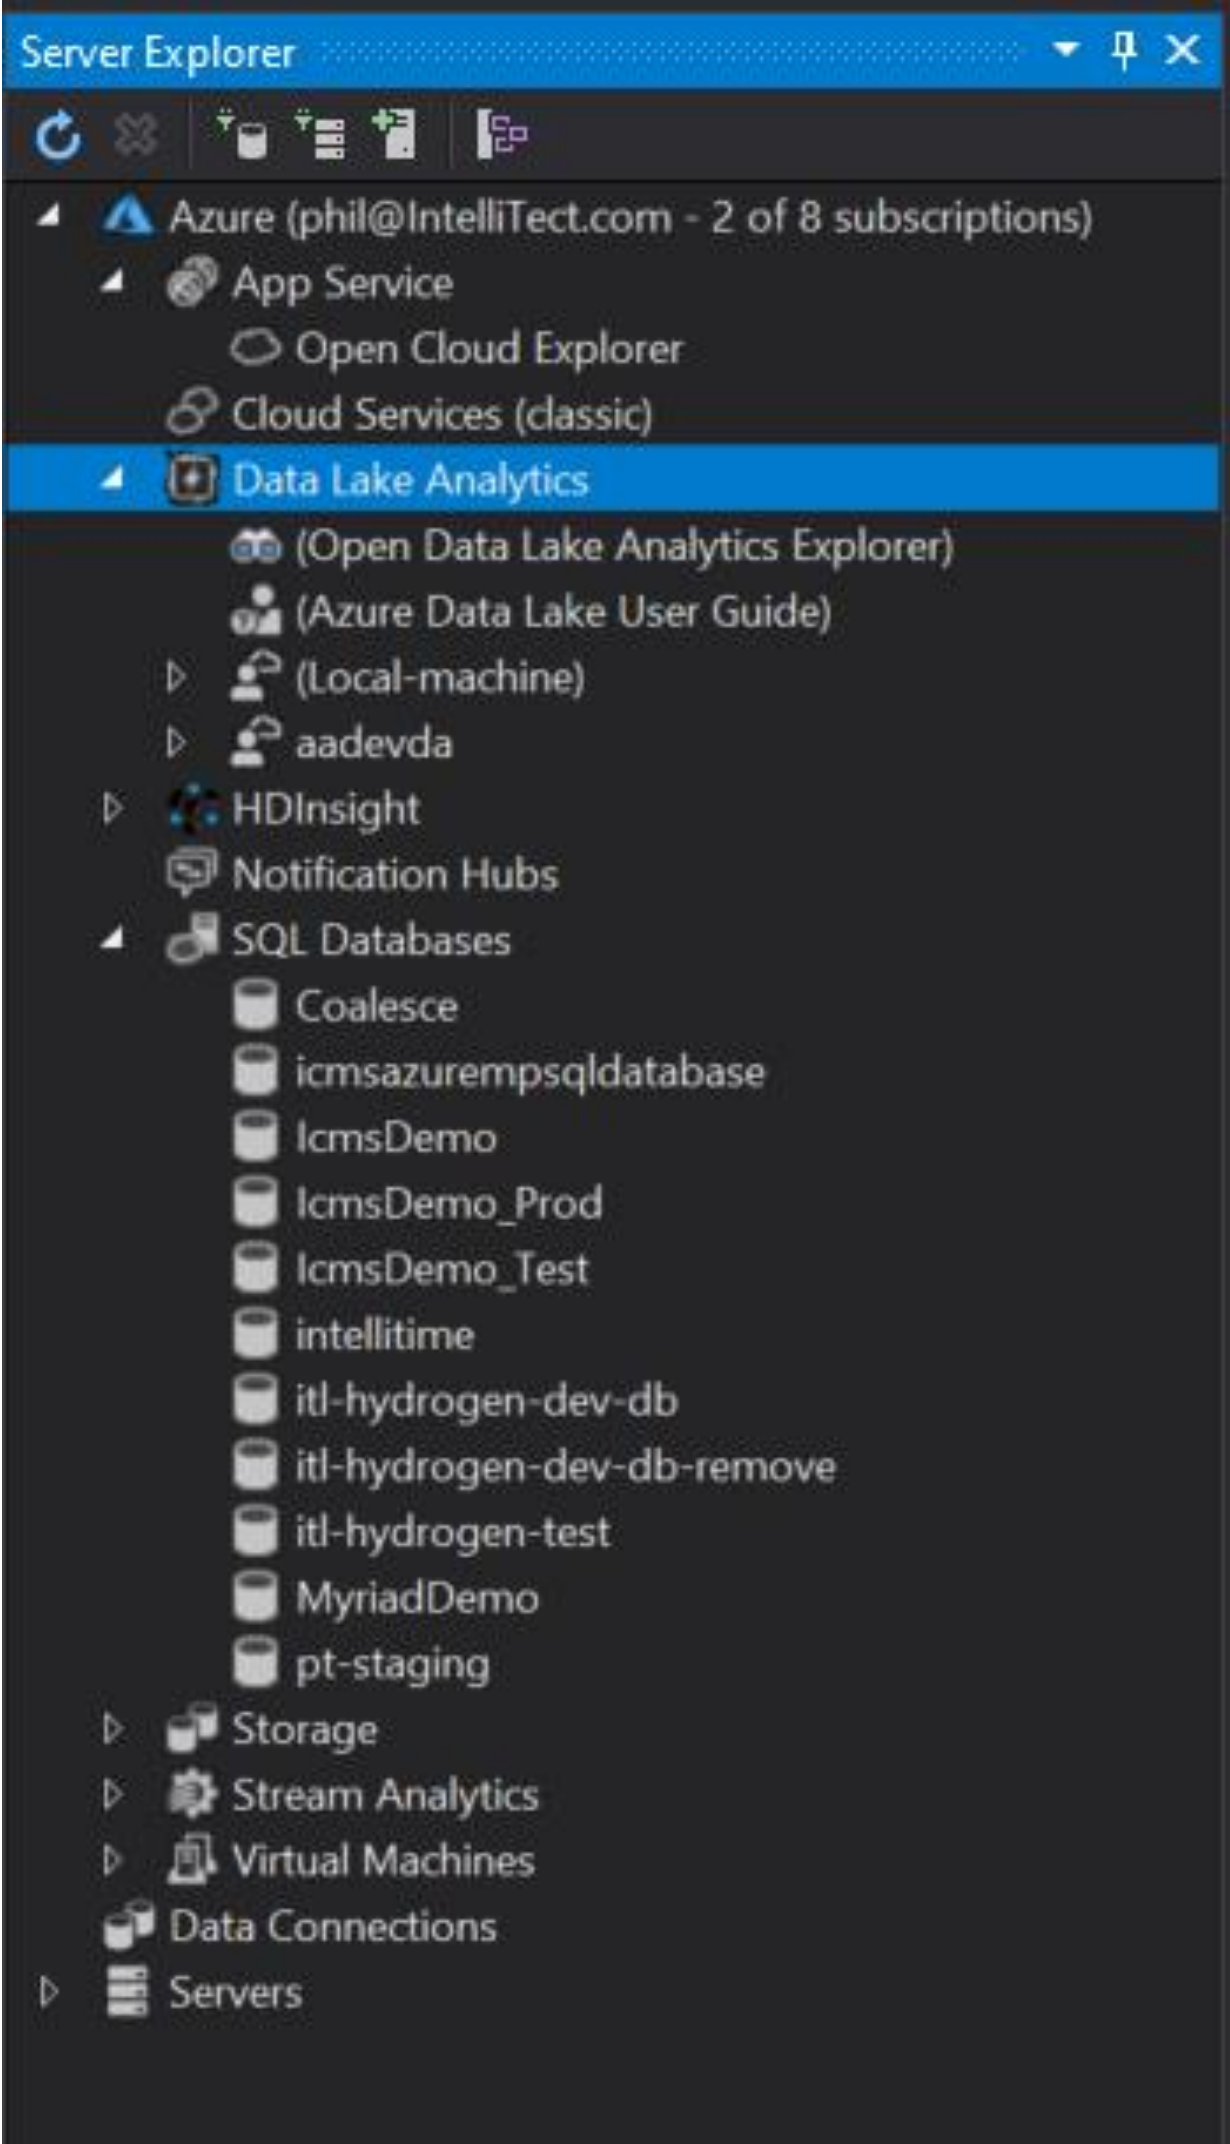 Server Explorer
Azure (phil@IntelliTect.com - 2 of 8 subscriptions)
App Service
Open Cloud Explorer
Cloud Services (classic)
Data Lake Analytics
(Open Data Lake Analytics Explorer)
(Azure Data Lake User Guide)
(Local-machine)
aadevda
HDInsight
Notification Hubs
SQL Databases
Coalesce
icmsazurempsqldatabase
IcmsDemo
IcmsDemo_Prod
IcmsDemo_Test
intellitime
itl-hydrogen-dev-db
itl-hydrogen-dev-db-remove
itl-hydrogen-test
MyriadDemo
pt-staging
Storage
Stream Analytics
Virtual Machines
Data Connections
Servers